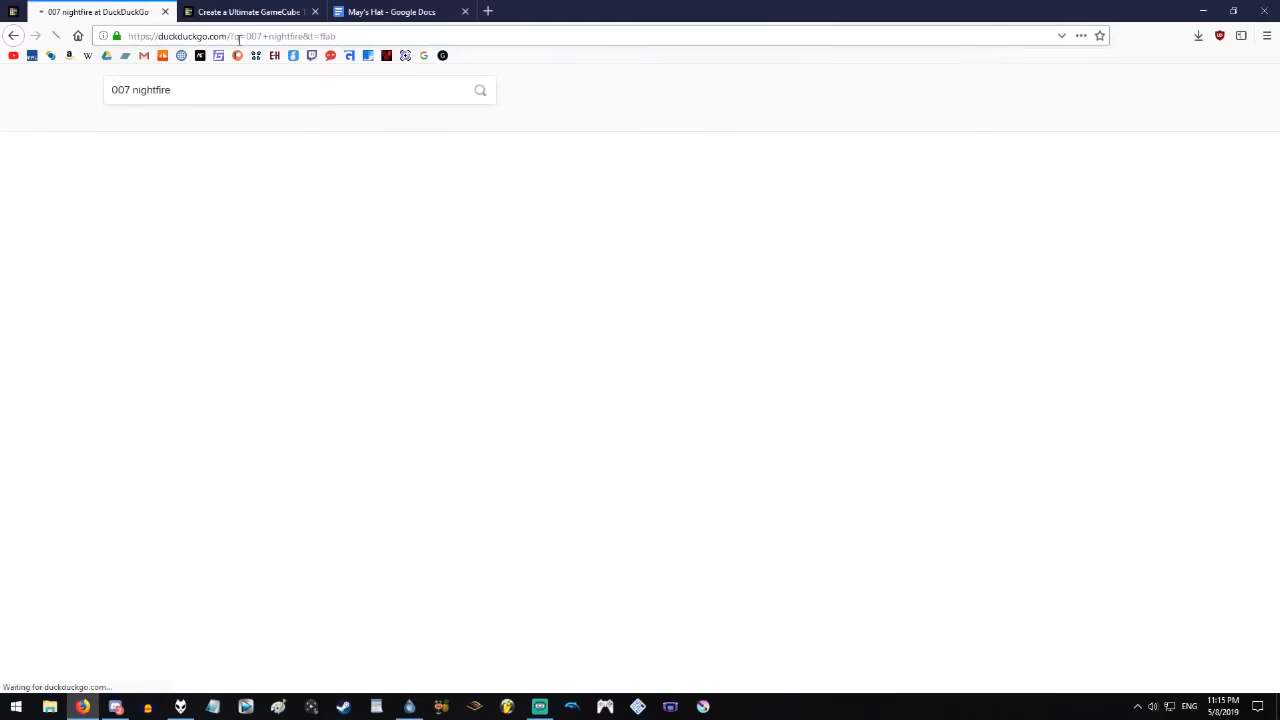 007 nightfire at DuckDuckGo
Create a Ultimate GameCube
May's Hat - Google Docs
https://duckduckgo.com/?q=007+nightfire&t=ffab
007 nightfire
Waiting for duckduckgo.com...
ENG
11:15 PM
5/8/2019